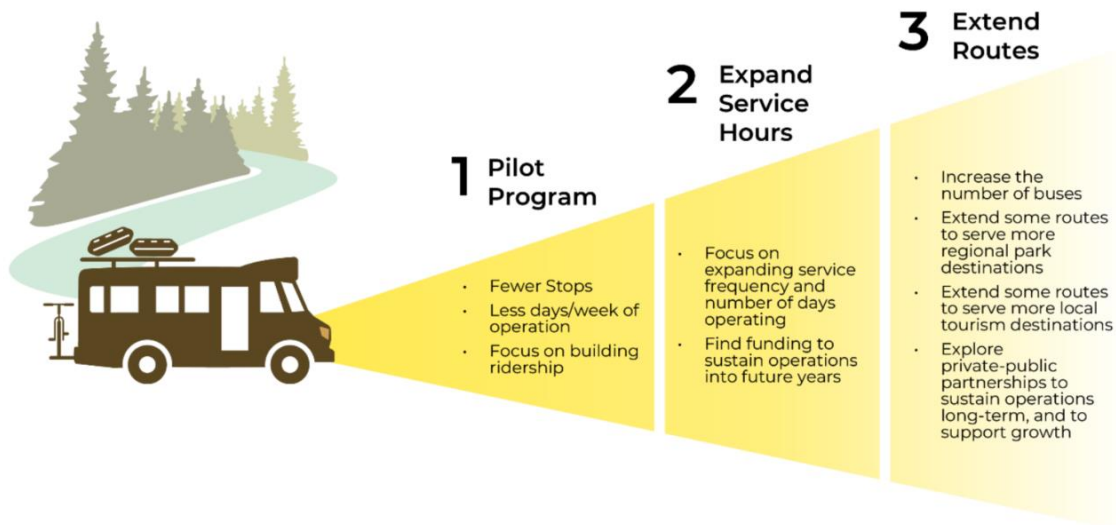 1 Pilot
Program
• Fewer Stops
• Less days/week of
operation
• Focus on building
ridership
2 Expand
Service
Hours
• Focus on
expanding service
frequency and
number of days
operating
• Find funding to
sustain operations
into future years
3 Extend
Routes
• Increase the
number of buses
• Extend some routes
to serve more
regional park
destinations
• Extend some routes
to serve more local
tourism destinations
• Explore
private-public
partnerships to
sustain operations
long-term, and to
support growth